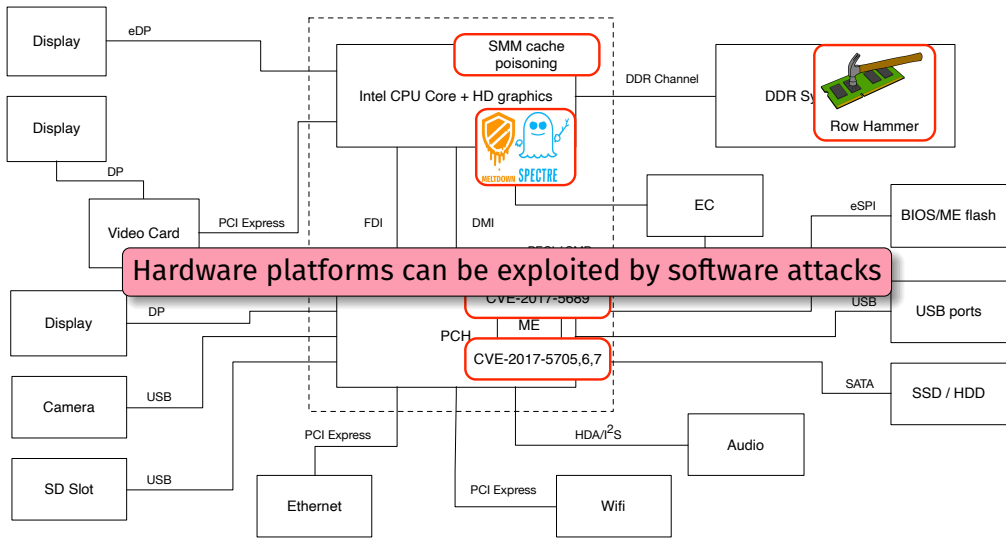 Display
eDP
SMM cache
poisoning
Intel CPU Core + HD graphics
DDR Channel
DDR Sy
Row Hammer
Display
DP
MELTDOWN
SPECTRE
Video Card
PCI Express
FDI
DMI
EC
eSPI
BIOS/ME flash
Hardware platforms can be exploited by software attacks
CVE-2017-5689
Display
DP
PCH
ME
USB
USB ports
CVE-2017-5705,6,7
Camera
USB
SATA
SSD / HDD
PCI Express
HDA/I²S
Audio
SD Slot
USB
Ethernet
PCI Express
Wifi